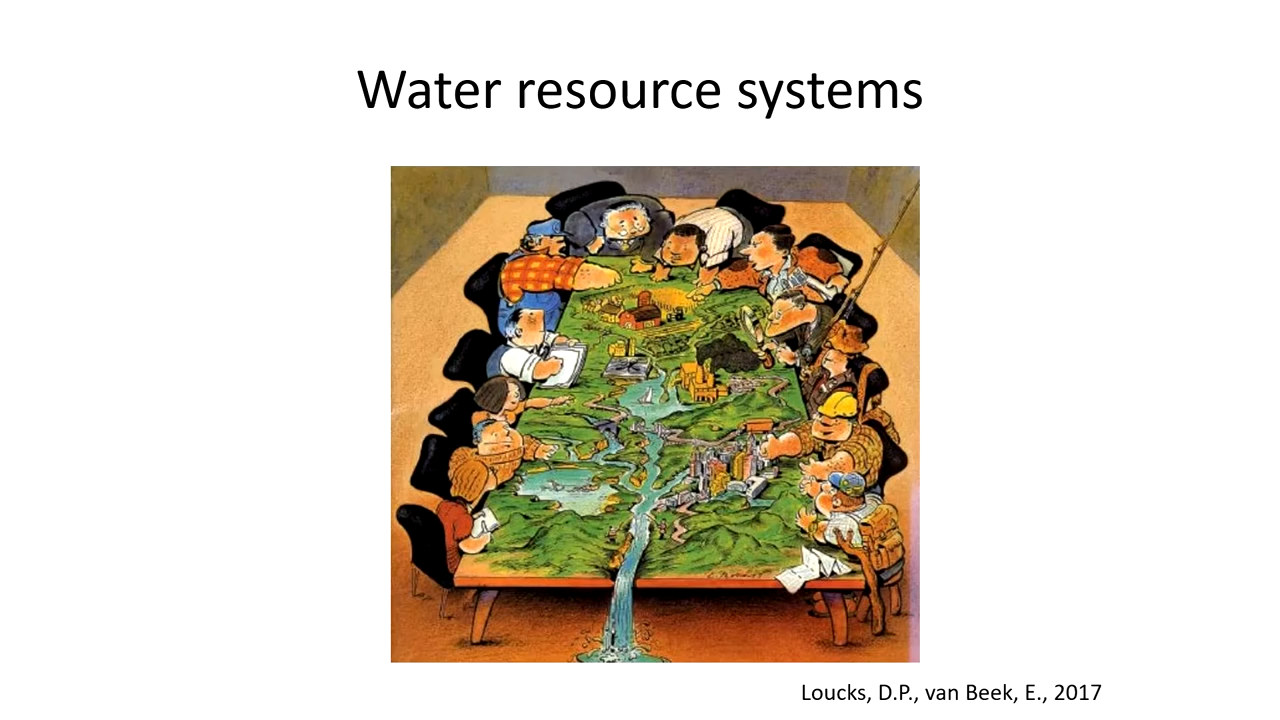 Water resource systems
Loucks, D.P., van Beek, E., 2017